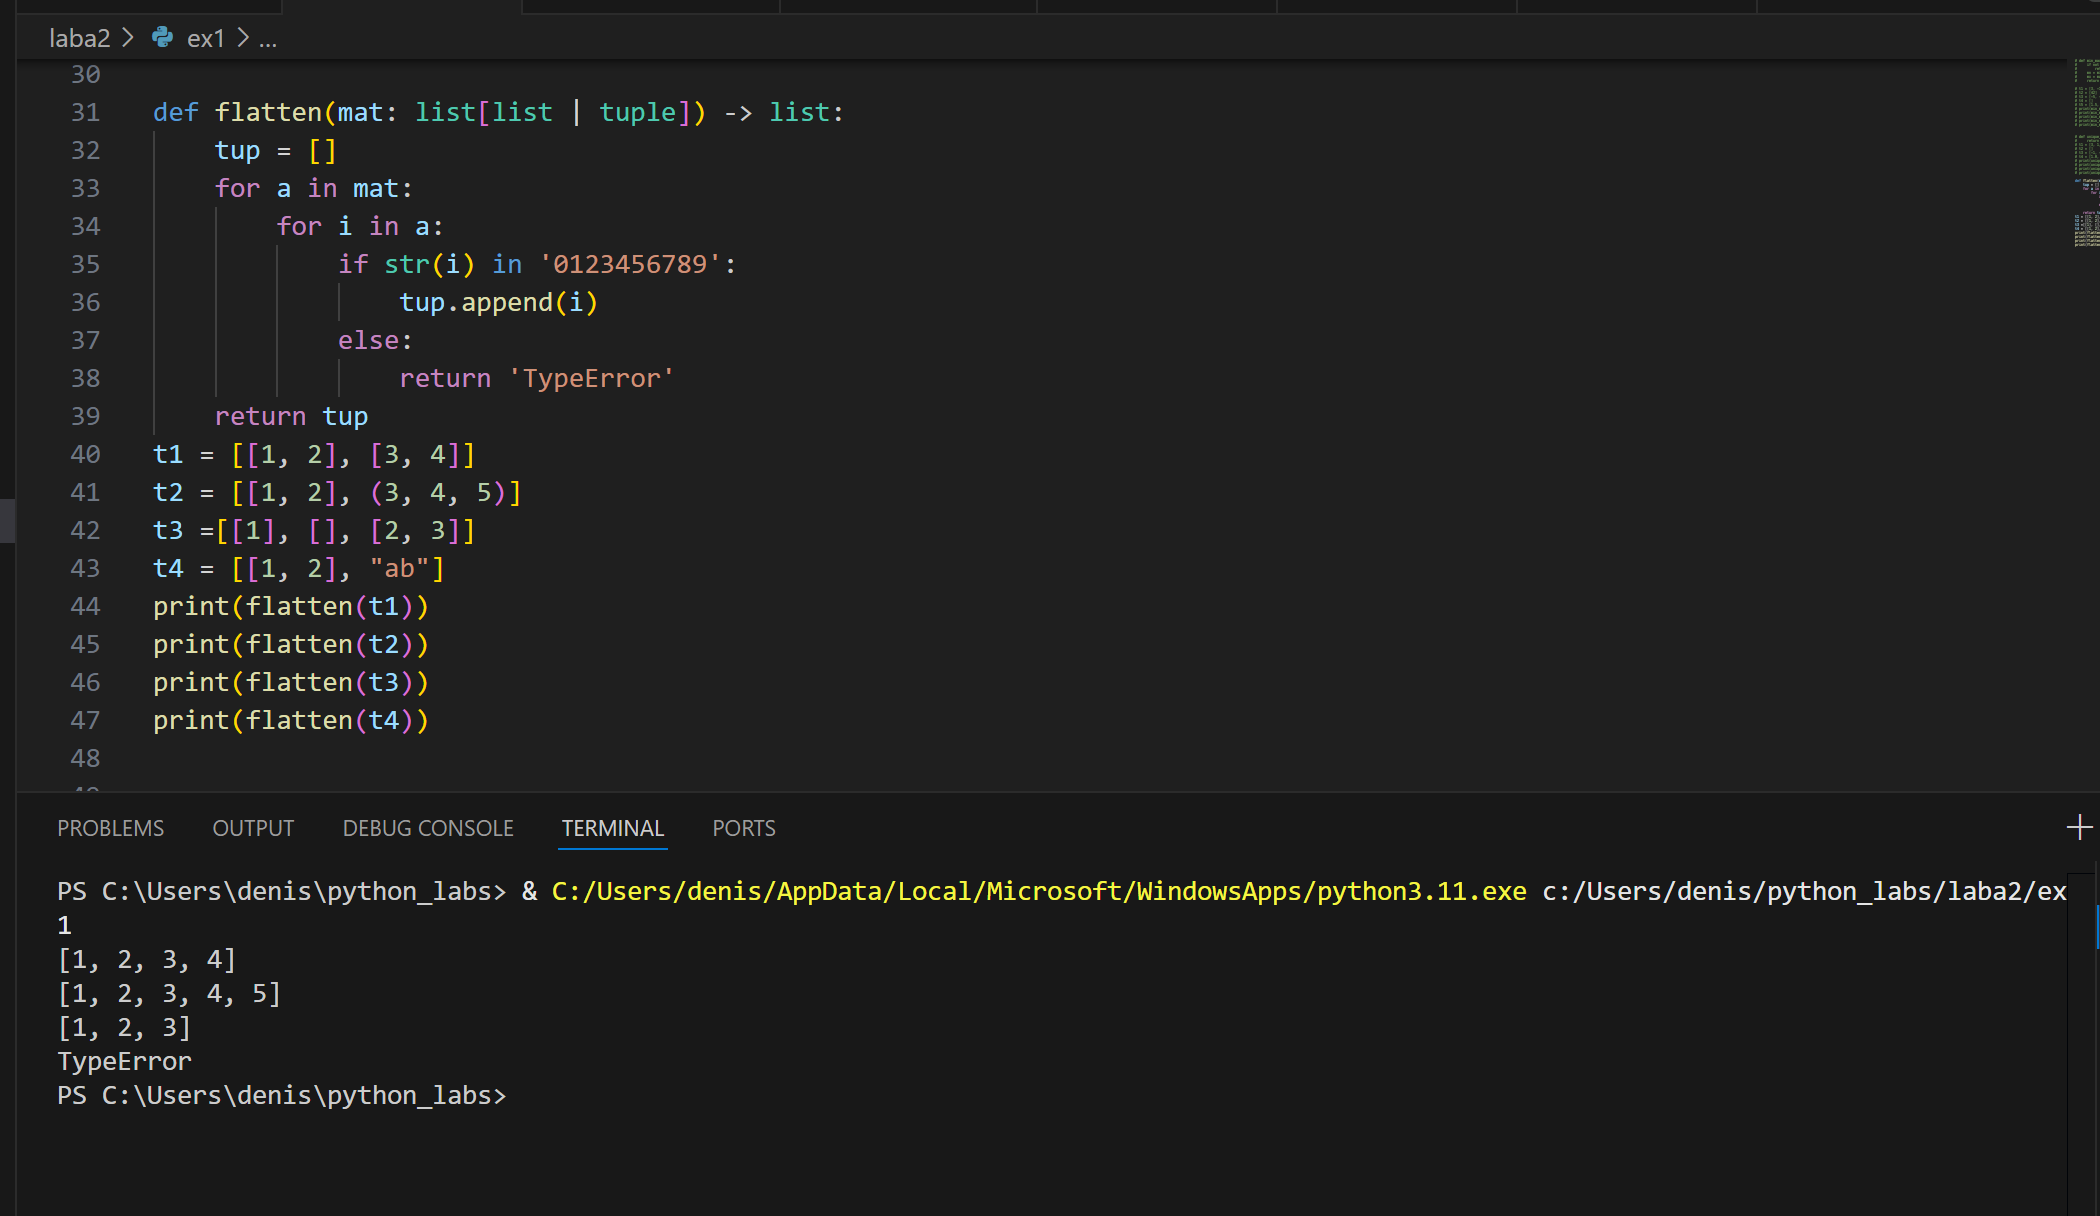 laba2 > ex1 > ...
30
31 def flatten(mat: list[list | tuple]) -> list:
32     tup = []
33     for a in mat:
34         for i in a:
35             if str(i) in '0123456789':
36                 tup.append(i)
37             else:
38                 return 'TypeError'
39     return tup
40 t1 = [[1, 2], [3, 4]]
41 t2 = [[1, 2], (3, 4, 5)]
42 t3 =[[1], [], [2, 3]]
43 t4 = [[1, 2], "ab"]
44 print(flatten(t1))
45 print(flatten(t2))
46 print(flatten(t3))
47 print(flatten(t4))
48
PROBLEMS OUTPUT DEBUG CONSOLE TERMINAL PORTS
PS C:\Users\denis\python_labs> & C:/Users/denis/AppData/Local/Microsoft/WindowsApps/python3.11.exe c:/Users/denis/python_labs/laba2/ex
1
[1, 2, 3, 4]
[1, 2, 3, 4, 5]
[1, 2, 3]
TypeError
PS C:\Users\denis\python_labs>